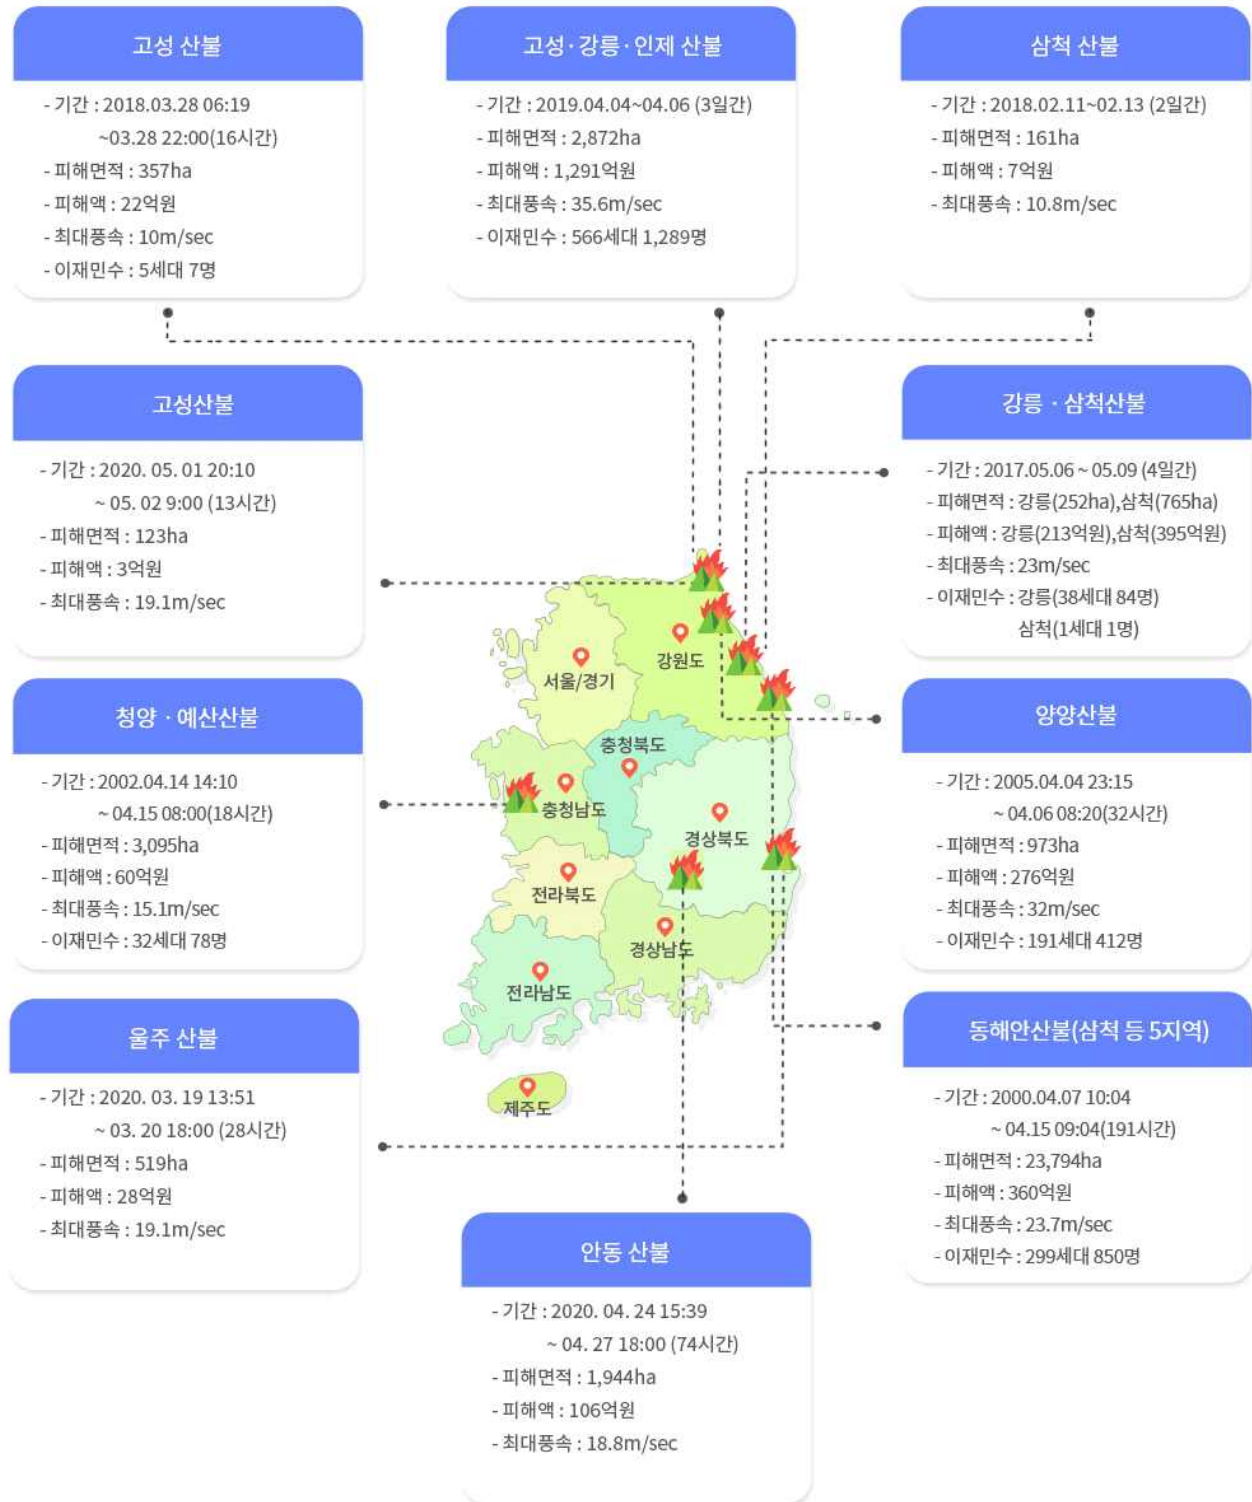 고성 산불
- 기간 : 2018.03.28 06:19
~03.28 22:00(16시간)
- 피해면적 : 357ha
- 피해액 : 22억원
- 최대풍속 : 10m/sec
- 이재민수 : 5세대 7명
고성·강릉·인제 산불
- 기간 : 2019.04.04~04.06 (3일간)
- 피해면적 : 2,872ha
- 피해액 : 1,291억원
- 최대풍속 : 35.6m/sec
- 이재민수 : 566세대 1,289명
삼척 산불
- 기간 : 2018.02.11~02.13 (2일간)
- 피해면적 : 161ha
- 피해액 : 7억원
- 최대풍속 : 10.8m/sec
고성산불
- 기간 : 2020. 05. 01 20:10
~ 05. 02 9:00 (13시간)
- 피해면적 : 123ha
- 피해액 : 3억원
- 최대풍속 : 19.1m/sec
강릉 · 삼척산불
- 기간 : 2017.05.06 ~ 05.09 (4일간)
- 피해면적 : 강릉(252ha),삼척(765ha)
- 피해액 : 강릉(213억원),삼척(395억원)
- 최대풍속 : 23m/sec
- 이재민수 : 강릉(38세대 84명)
삼척(1세대 1명)
강원도
서울/경기
충청북도
충청남도
경상북도
전라북도
경상남도
전라남도
제주도
청양 · 예산산불
- 기간 : 2002.04.14 14:10
~ 04.15 08:00(18시간)
- 피해면적 : 3,095ha
- 피해액 : 60억원
- 최대풍속 : 15.1m/sec
- 이재민수 : 32세대 78명
양양산불
- 기간 : 2005.04.04 23:15
~ 04.06 08:20(32시간)
- 피해면적 : 973ha
- 피해액 : 276억원
- 최대풍속 : 32m/sec
- 이재민수 : 191세대 412명
울주 산불
- 기간 : 2020. 03. 19 13:51
~ 03. 20 18:00 (28시간)
- 피해면적 : 519ha
- 피해액 : 28억원
- 최대풍속 : 19.1m/sec
동해안산불(삼척 등 5지역)
- 기간 : 2000.04.07 10:04
~ 04.15 09:04(191시간)
- 피해면적 : 23,794ha
- 피해액 : 360억원
- 최대풍속 : 23.7m/sec
- 이재민수 : 299세대 850명
안동 산불
- 기간 : 2020. 04. 24 15:39
~ 04. 27 18:00 (74시간)
- 피해면적 : 1,944ha
- 피해액 : 106억원
- 최대풍속 : 18.8m/sec